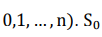 0,1, ..., n). S₀